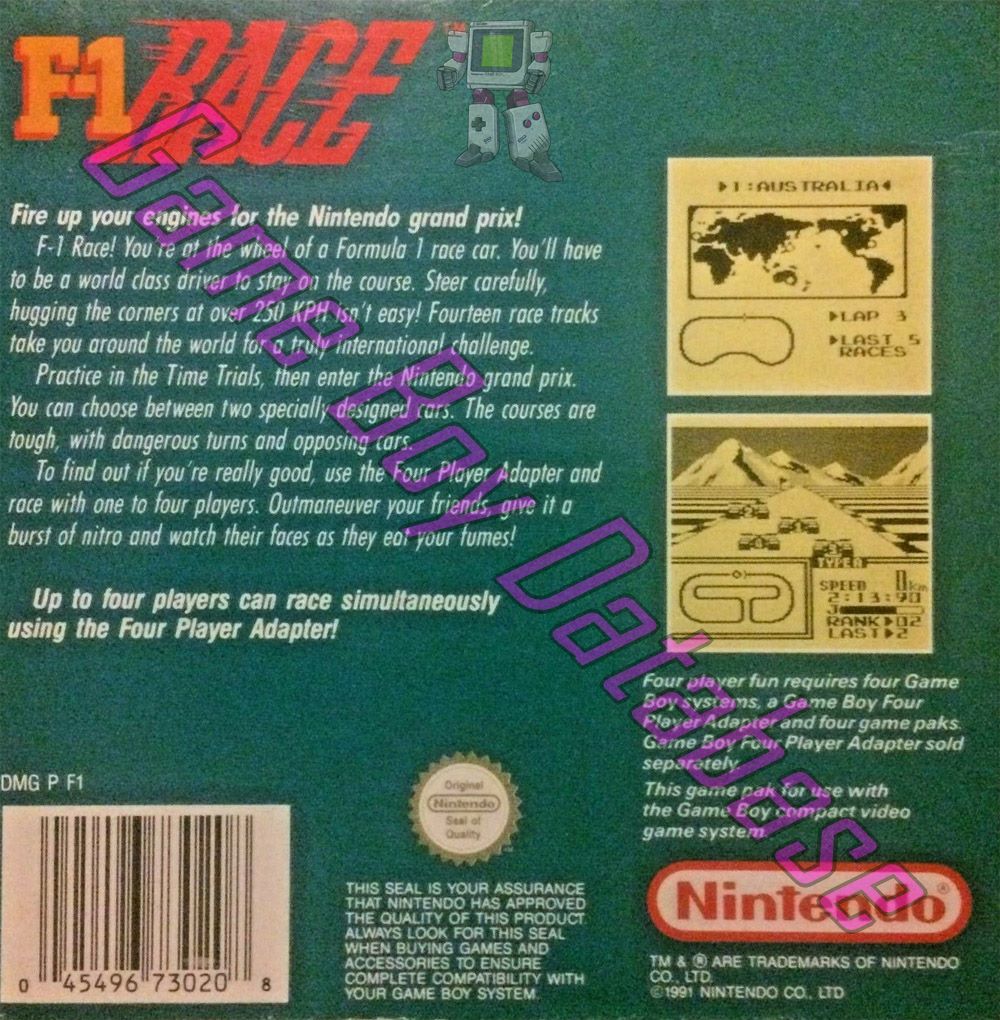 F-1 RACE™
Fire up your engines for the Nintendo grand prix!
F-1 Race! You're at the wheel of a Formula 1 race car. You'll have
to be a world class driver to stay on the course. Steer carefully,
hugging the corners at over 250 KPH isn't easy! Fourteen race tracks
take you around the world for a truly international challenge.
Practice in the Time Trials, then enter the Nintendo grand prix.
You can choose between two specially designed cars. The courses are
tough, with dangerous turns and opposing cars.
To find out if you're really good, use the Four Player Adapter and
race with one to four players. Outmaneuver your friends, give it a
burst of nitro and watch their faces as they eat your fumes!
Up to four players can race simultaneously
using the Four Player Adapter!
1:AUSTRALIA
LAP 3
LAST 5
RACES
TYPE A
SPEED 0km
2:13:90
J
RANK 02
LAST 2
Four player fun requires four Game
Boy systems, a Game Boy Four
Player Adapter and four game paks.
Game Boy Four Player Adapter sold
separately.
This game pak for use with
the Game Boy compact video
game system.
DMG P F1
0 45496 73020 8
Original
Nintendo
Seal of
Quality
THIS SEAL IS YOUR ASSURANCE
THAT NINTENDO HAS APPROVED
THE QUALITY OF THIS PRODUCT.
ALWAYS LOOK FOR THIS SEAL
WHEN BUYING GAMES AND
ACCESSORIES TO ENSURE
COMPLETE COMPATIBILITY WITH
YOUR GAME BOY SYSTEM.
Nintendo®
TM & ® ARE TRADEMARKS OF NINTENDO
CO., LTD.
©1991 NINTENDO CO., LTD
Game Boy Database